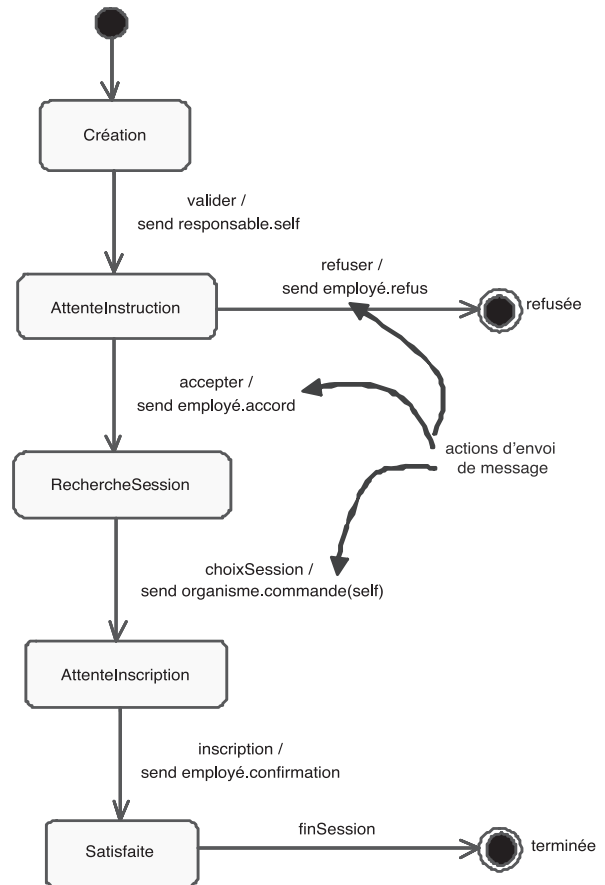 Création
valider /
send responsable.self
refuser /
send employé.refus
AttenteInstruction
refusée
accepter /
send employé.accord
actions d'envoi
de message
RechercheSession
choixSession /
send organisme.commande(self)
AttenteInscription
inscription /
send employé.confirmation
finSession
Satisfaite
terminée